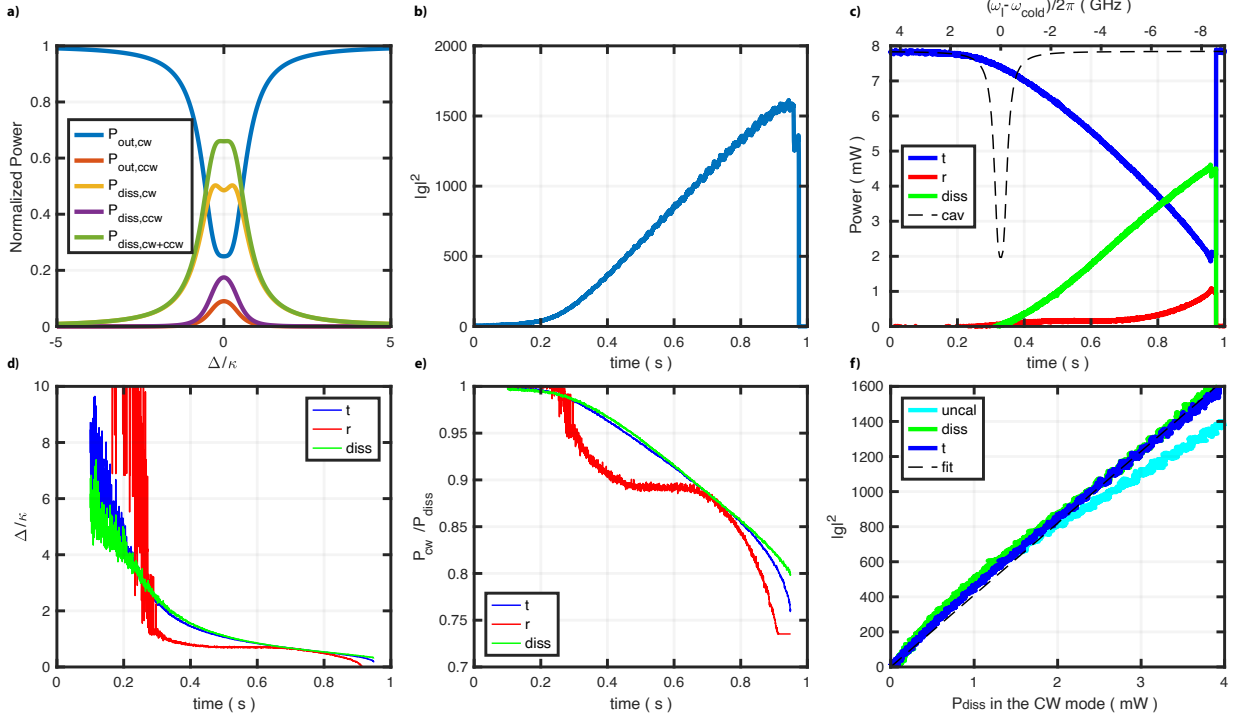 a)
1
0.8
0.6
0.4
0.2
0
Normalized Power
P_out,cw
P_out,ccw
P_diss,cw
P_diss,ccw
P_diss,cw+ccw
-5 0 5
Δ/κ
b)
2000
1500
1000
500
0
|g|²
0 0.2 0.4 0.6 0.8 1
time ( s )
c)
(ω_l-ω_cold)/2π ( GHz )
4 2 0 -2 -4 -6 -8
8
7
6
5
4
3
2
1
0
Power ( mW )
t
r
diss
cav
0 0.2 0.4 0.6 0.8 1
time ( s )
d)
10
8
6
4
2
0
Δ/κ
t
r
diss
0 0.2 0.4 0.6 0.8 1
time ( s )
e)
1
0.95
0.9
0.85
0.8
0.75
0.7
P_cw /P_diss
t
r
diss
0 0.2 0.4 0.6 0.8 1
time ( s )
f)
1600
1400
1200
1000
800
600
400
200
0
|g|²
uncal
diss
t
fit
0 1 2 3 4
Pdiss in the CW mode ( mW )